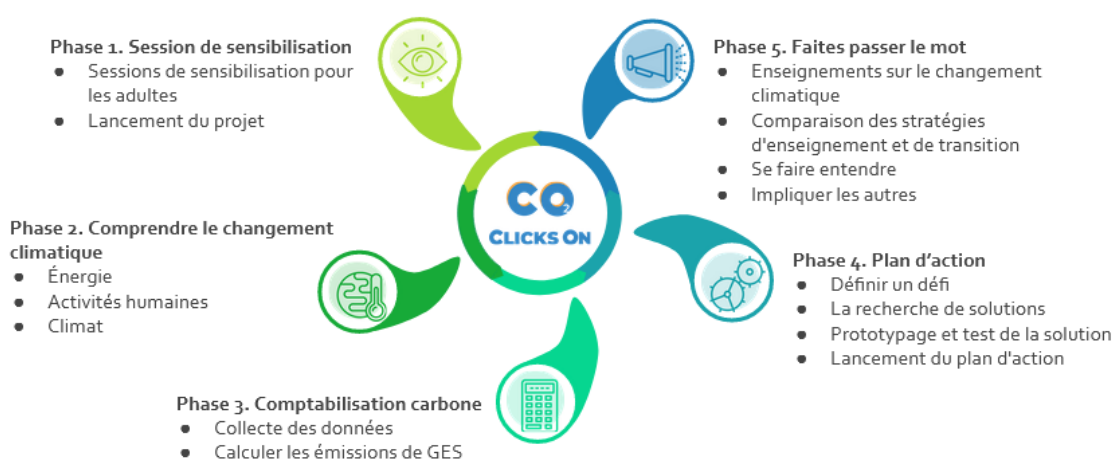 Phase 1. Session de sensibilisation
● Sessions de sensibilisation pour
les adultes
● Lancement du projet
Phase 2. Comprendre le changement
climatique
● Énergie
● Activités humaines
● Climat
Phase 3. Comptabilisation carbone
● Collecte des données
● Calculer les émissions de GES
Phase 4. Plan d’action
● Définir un défi
● La recherche de solutions
● Prototypage et test de la solution
● Lancement du plan d'action
Phase 5. Faites passer le mot
● Enseignements sur le changement
climatique
● Comparaison des stratégies
d'enseignement et de transition
● Se faire entendre
● Impliquer les autres
CO2
CLICKS ON